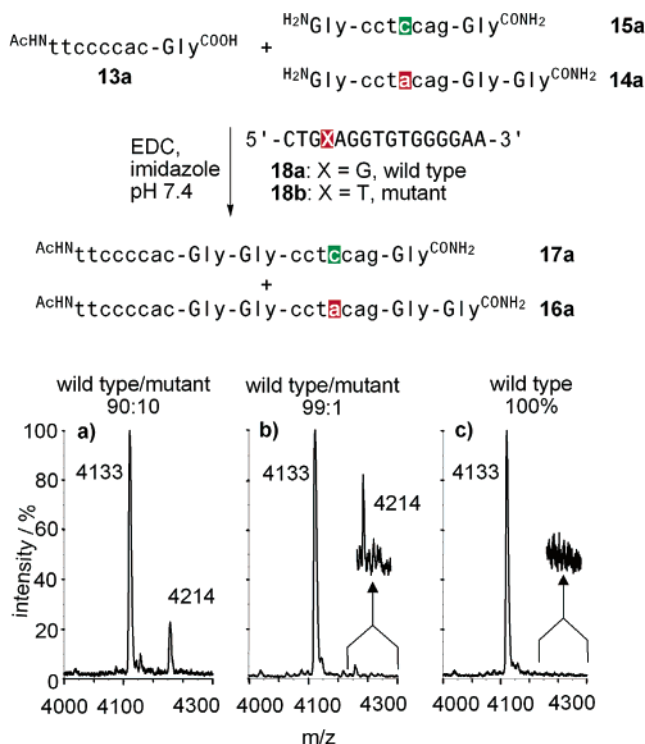 H₂NGly-cctccag-GlyCONH₂ 15a
AcHNttccccac-GlyCOOH +
13a
H₂NGly-cctacag-Gly-GlyCONH₂ 14a
EDC,
imidazole
pH 7.4
5'-CTGXAGGTGTGGGGAA-3'
18a: X = G, wild type
18b: X = T, mutant
AcHNttccccac-Gly-Gly-cctccag-GlyCONH₂ 17a
+
AcHNttccccac-Gly-Gly-cctacag-Gly-GlyCONH₂ 16a
wild type/mutant
90:10
wild type/mutant
99:1
wild type
100%
a)
b)
c)
4133
4214
4133
4214
4133
intensity / %
100
80
60
40
20
0
4000 4100 4300
4000 4100 4300
4000 4100 4300
m/z